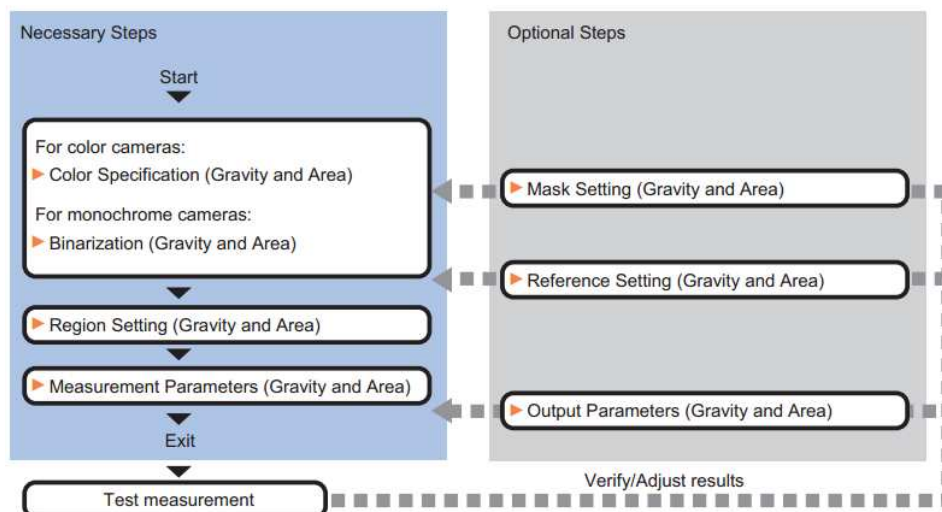 Necessary Steps
Start
For color cameras:
Color Specification (Gravity and Area)
For monochrome cameras:
Binarization (Gravity and Area)
Region Setting (Gravity and Area)
Measurement Parameters (Gravity and Area)
Exit
Test measurement
Optional Steps
Mask Setting (Gravity and Area)
Reference Setting (Gravity and Area)
Output Parameters (Gravity and Area)
Verify/Adjust results